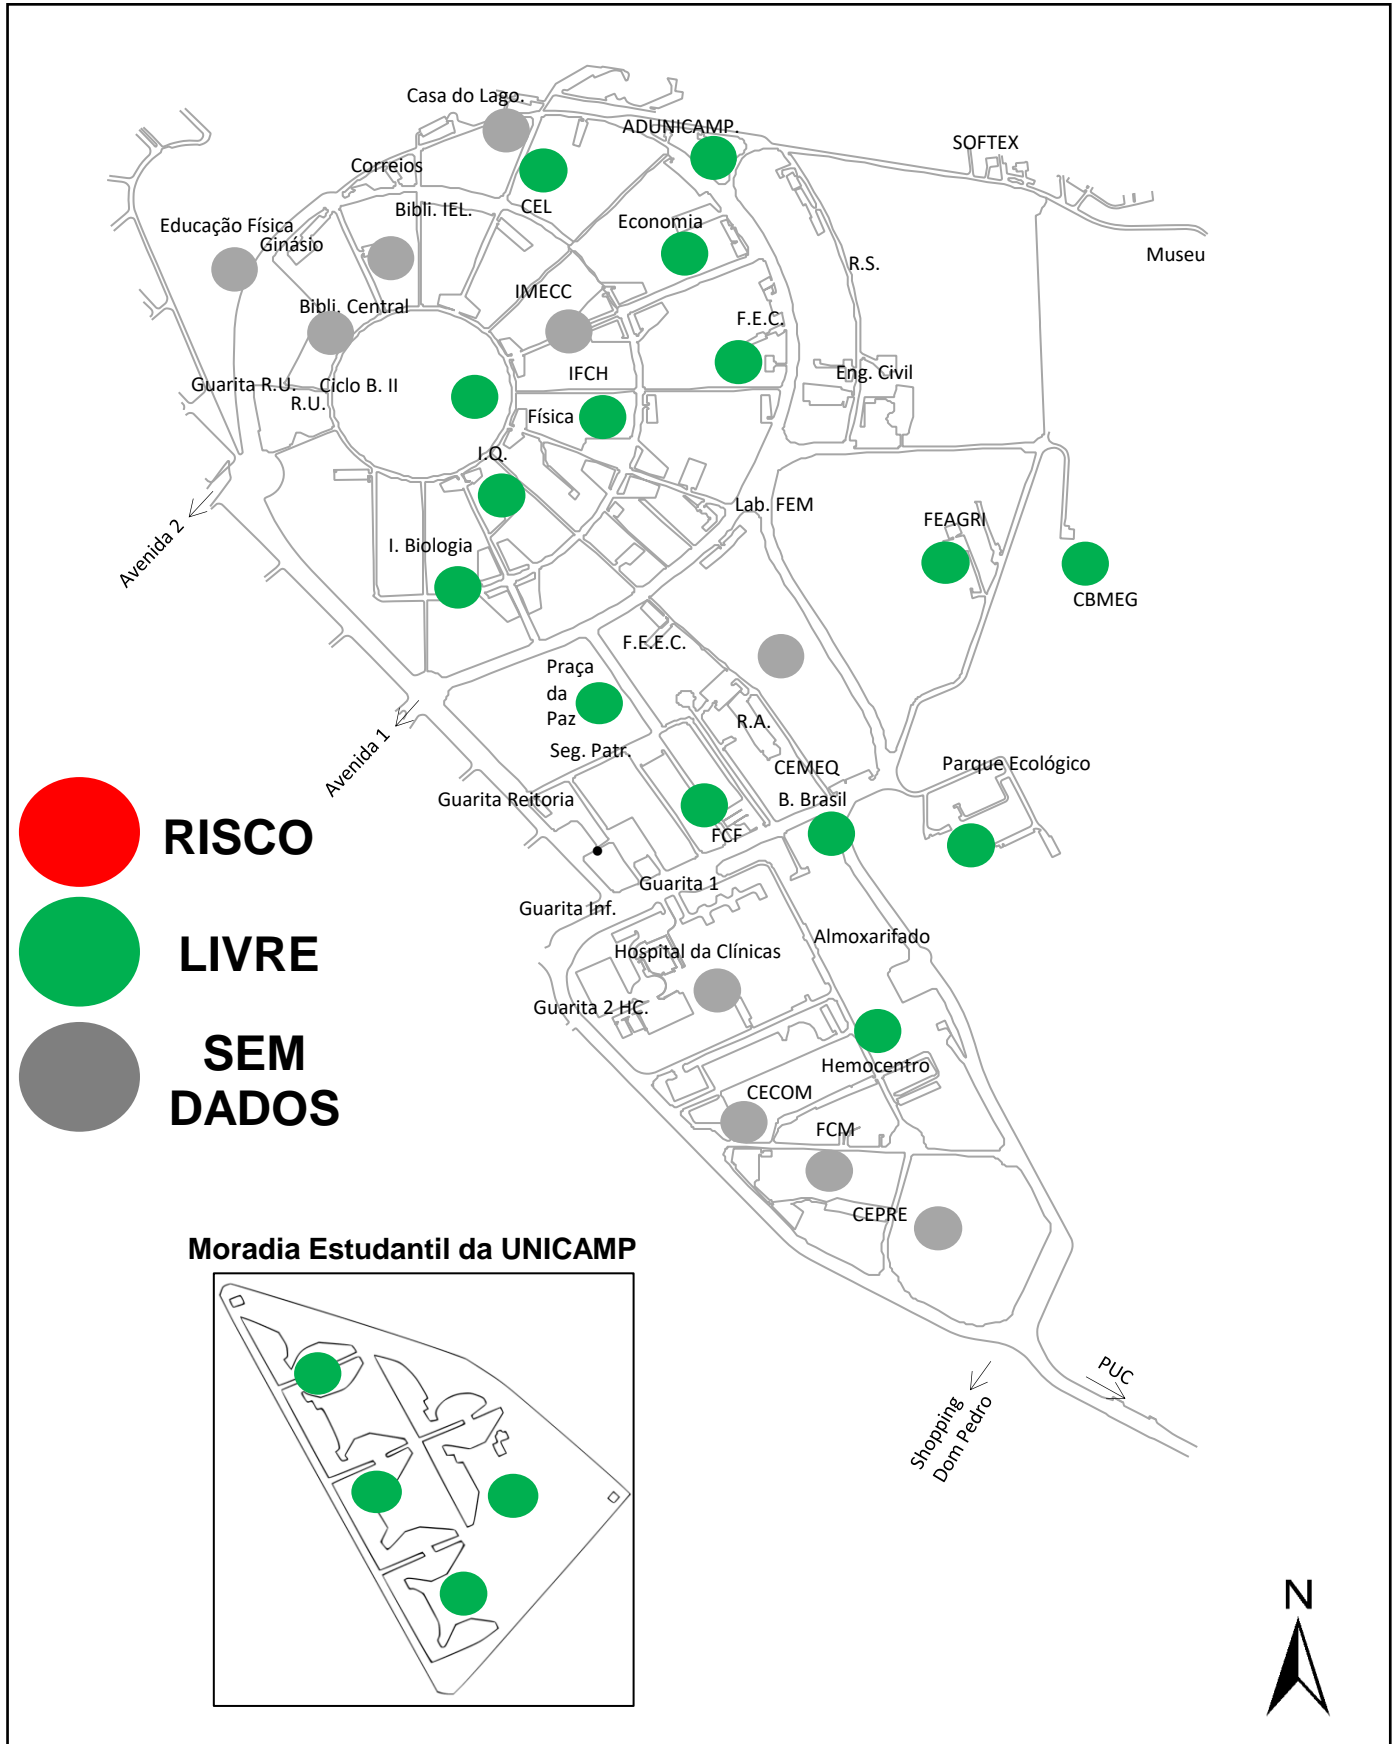 Casa do Lago.
ADUNICAMP.
SOFTEX
Correios
Bibli. IEL.
CEL
Educação Física
Ginásio
Economia
Museu
R.S.
IMECC
Bibli. Central
F.E.C.
IFCH
Eng. Civil
Guarita R.U.
Ciclo B. II
R.U.
Física
I.Q.
Lab. FEM
FEAGRI
Avenida 2
I. Biologia
CBMEG
F.E.E.C.
Praça
da
Paz
R.A.
Avenida 1
Seg. Patr.
CEMEQ
Parque Ecológico
Guarita Reitoria
B. Brasil
FCF
RISCO
Guarita 1
Guarita Inf.
LIVRE
Almoxarifado
Hospital da Clínicas
Guarita 2 HC.
SEM
DADOS
Hemocentro
CECOM
FCM
CEPRE
Moradia Estudantil da UNICAMP
PUC
Shopping
Dom Pedro
N